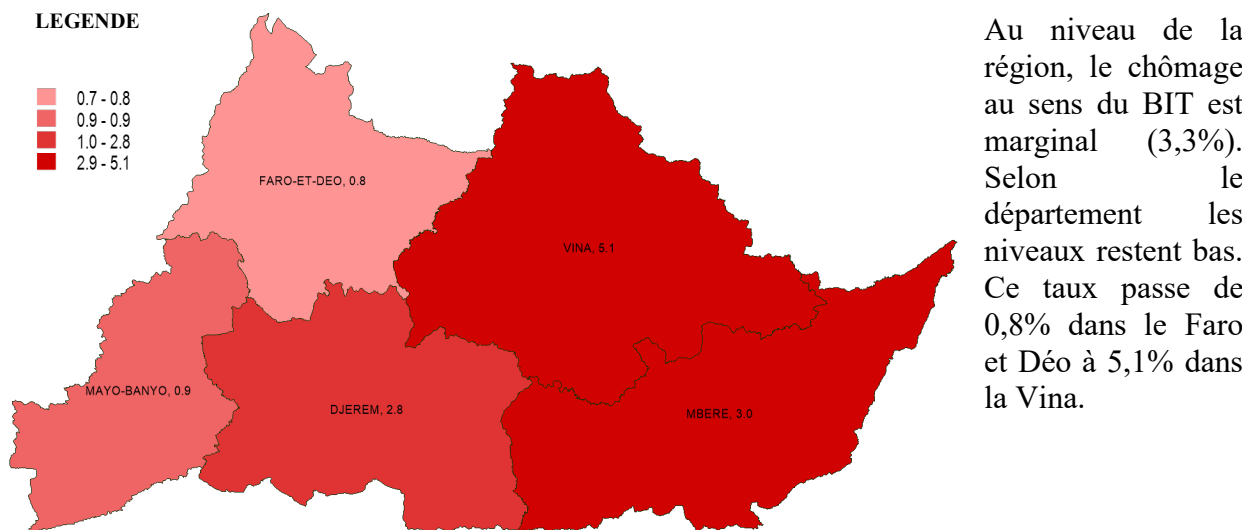 LEGENDE
0.7 - 0.8
0.9 - 0.9
1.0 - 2.8
2.9 - 5.1
FARO-ET-DEO, 0.8
VINA, 5.1
MAYO-BANYO, 0.9
DJEREM, 2.8
MBERE, 3.0
Au niveau de la
région, le chômage
au sens du BIT est
marginal (3,3%).
Selon le
département les
niveaux restent bas.
Ce taux passe de
0,8% dans le Faro
et Déo à 5,1% dans
la Vina.